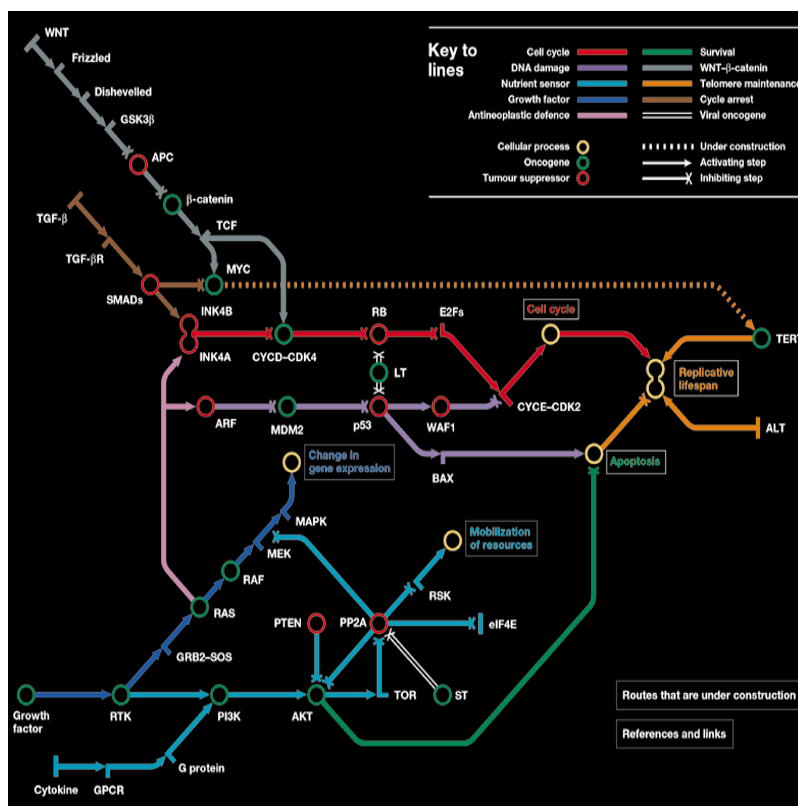 WNT
Frizzled
Dishevelled
GSK3β
APC
β-catenin
TCF
TGF-β
TGF-βR
SMADs
MYC
INK4B
INK4A
CYCD–CDK4
RB
E2Fs
Cell cycle
TERT
LT
Replicative
lifespan
ARF
MDM2
p53
WAF1
CYCE–CDK2
ALT
BAX
Apoptosis
Change in
gene expression
MAPK
MEK
RAF
RAS
GRB2–SOS
Mobilization
of resources
RSK
PTEN
PP2A
eIF4E
Growth
factor
RTK
PI3K
AKT
TOR
ST
Cytokine
GPCR
G protein
Key to
lines
Cell cycle
DNA damage
Nutrient sensor
Growth factor
Antineoplastic defence
Survival
WNT–β-catenin
Telomere maintenance
Cycle arrest
Viral oncogene
Cellular process
Oncogene
Tumour suppressor
Under construction
Activating step
Inhibiting step
Routes that are under construction
References and links